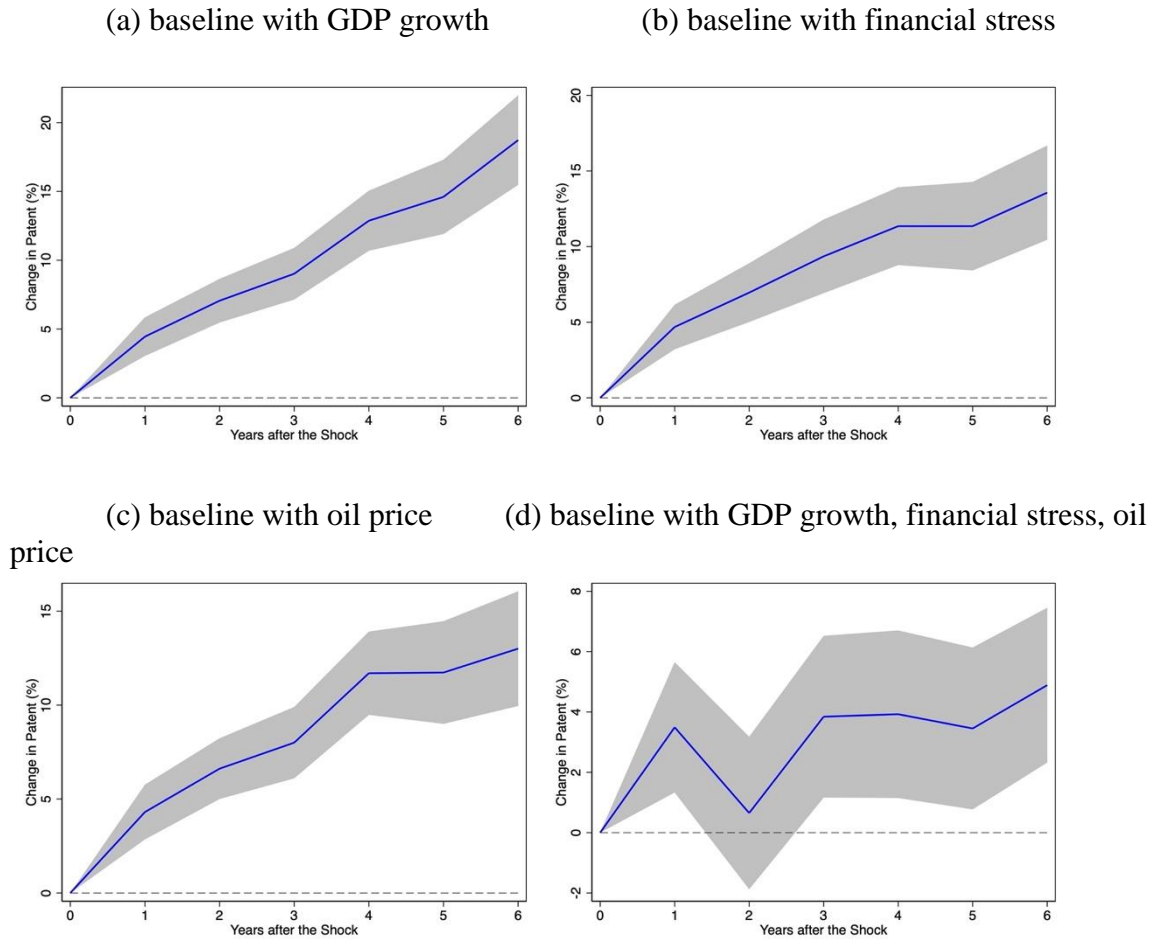 (a) baseline with GDP growth
(b) baseline with financial stress
Change in Patent (%)
20
15
10
5
0
0 1 2 3 4 5 6
Years after the Shock
Change in Patent (%)
20
15
10
5
0
0 1 2 3 4 5 6
Years after the Shock
(c) baseline with oil price
(d) baseline with GDP growth, financial stress, oil
price
Change in Patent (%)
15
10
5
0
0 1 2 3 4 5 6
Years after the Shock
Change in Patent (%)
8
6
4
2
0
-2
0 1 2 3 4 5 6
Years after the Shock